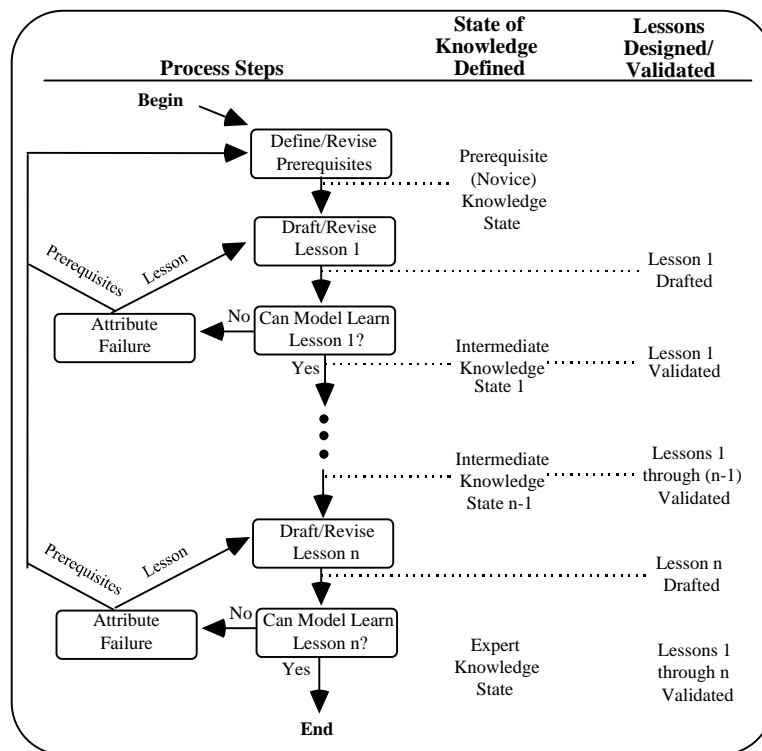 Process Steps
State of
Knowledge
Defined
Lessons
Designed/
Validated
Begin
Define/Revise
Prerequisites
Prerequisite
(Novice)
Knowledge
State
Draft/Revise
Lesson 1
Prerequisites
Lesson
Lesson 1
Drafted
Attribute
Failure
No
Can Model Learn
Lesson 1?
Yes
Intermediate
Knowledge
State 1
Lesson 1
Validated
Intermediate
Knowledge
State n-1
Lessons 1
through (n-1)
Validated
Draft/Revise
Lesson n
Prerequisites
Lesson
Lesson n
Drafted
Attribute
Failure
No
Can Model Learn
Lesson n?
Yes
Expert
Knowledge
State
Lessons 1
through n
Validated
End